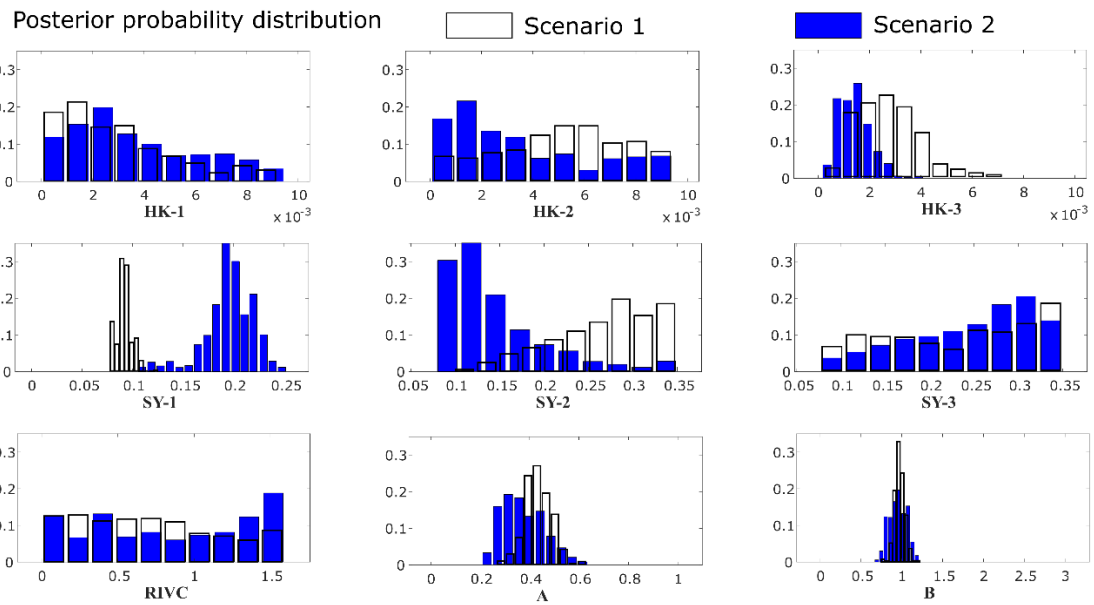 Posterior probability distribution Scenario 1 Scenario 2
0.3 0.3 0.3
0.2 0.2 0.2
0.1 0.1 0.1
0 0 0
0 2 4 6 8 10 0 2 4 6 8 10 0 2 4 6 8 10
HK-1 HK-2 HK-3
x 10-3 x 10-3 x 10-3
0.3 0.3 0.3
0.2 0.2 0.2
0.1 0.1 0.1
0 0 0
0 0.05 0.1 0.15 0.20 0.25 0.05 0.1 0.15 0.2 0.25 0.3 0.35 0.05 0.1 0.15 0.2 0.25 0.3 0.35
SY-1 SY-2 SY-3
0.3 0.3 0.3
0.2 0.2 0.2
0.1 0.1 0.1
0 0 0
0 0.5 1 1.5 0 0.2 0.4 0.6 0.8 1 0 0.5 1 1.5 2 2.5 3
RIVC A B